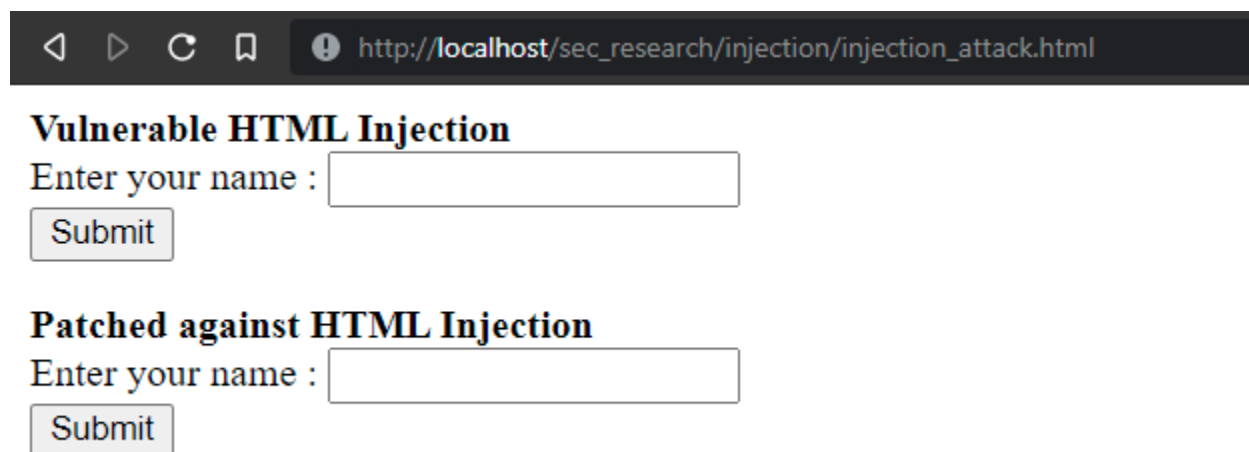 http://localhost/sec_research/injection/injection_attack.html
Vulnerable HTML Injection
Enter your name :
Submit
Patched against HTML Injection
Enter your name :
Submit